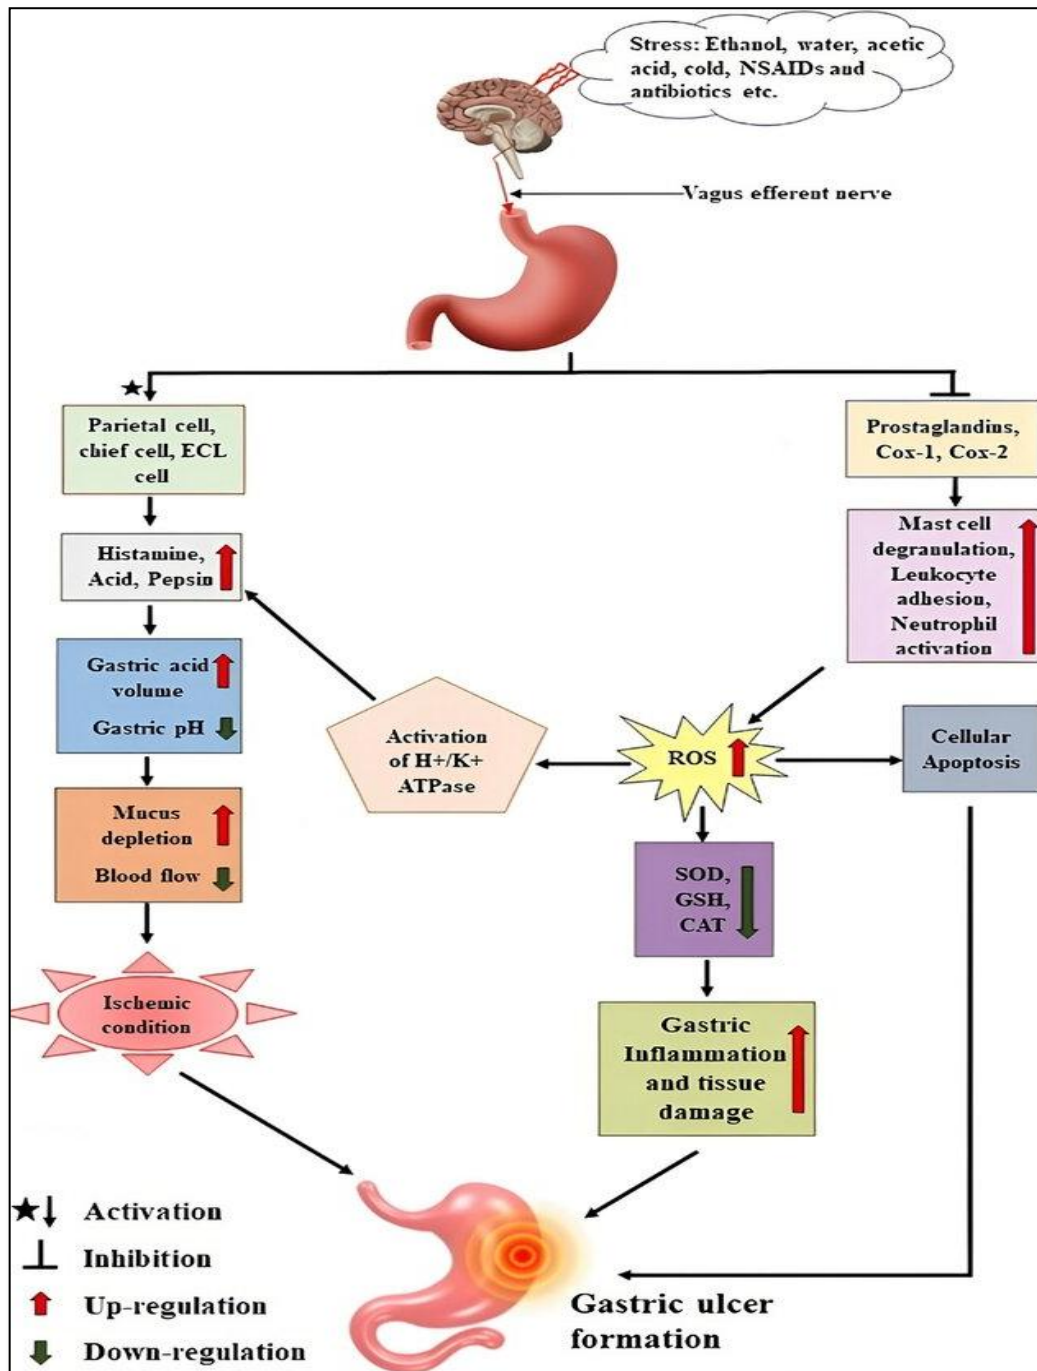 Stress: Ethanol, water, acetic
acid, cold, NSAIDs and
antibiotics etc.
Vagus efferent nerve
Parietal cell,
chief cell, ECL
cell
Prostaglandins,
Cox-1, Cox-2
Histamine,
Acid, Pepsin
Mast cell
degranulation,
Leukocyte
adhesion,
Neutrophil
activation
Gastric acid
volume
Gastric pH
Activation
of H+/K+
ATPase
ROS
Cellular
Apoptosis
Mucus
depletion
Blood flow
SOD,
GSH,
CAT
Ischemic
condition
Gastric
Inflammation
and tissue
damage
Activation
Inhibition
Up-regulation
Down-regulation
Gastric ulcer
formation